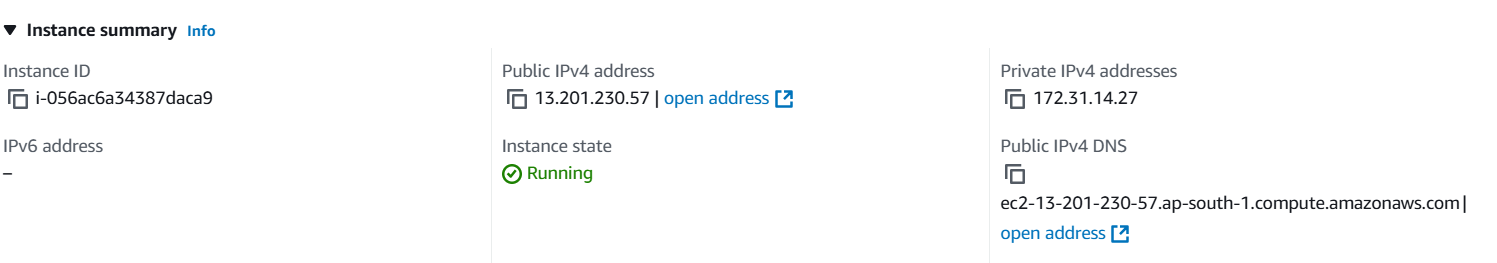 Instance summary Info
Instance ID
i-056ac6a34387daca9
Public IPv4 address
13.201.230.57 | open address
Private IPv4 addresses
172.31.14.27
IPv6 address
–
Instance state
Running
Public IPv4 DNS
ec2-13-201-230-57.ap-south-1.compute.amazonaws.com |
open address